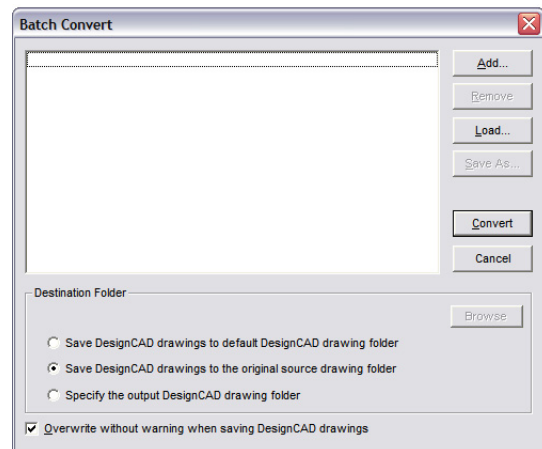 Batch Convert
Add...
Remove
Load...
Save As...
Convert
Cancel
Destination Folder
Browse
Save DesignCAD drawings to default DesignCAD drawing folder
Save DesignCAD drawings to the original source drawing folder
Specify the output DesignCAD drawing folder
Overwrite without warning when saving DesignCAD drawings